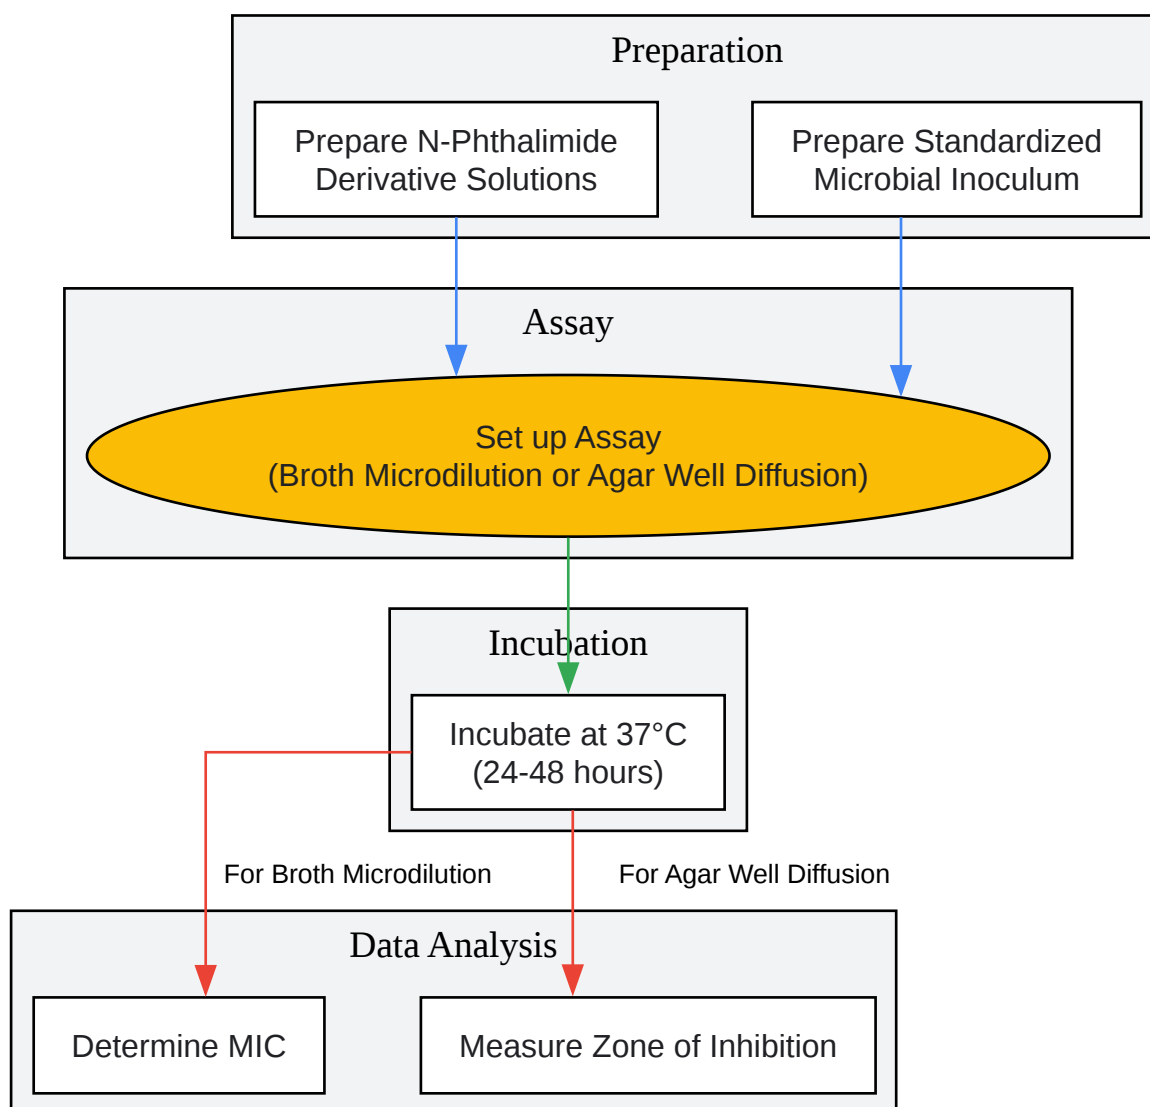 Preparation
Prepare N-Phthalimide
Derivative Solutions
Prepare Standardized
Microbial Inoculum
Assay
Set up Assay
(Broth Microdilution or Agar Well Diffusion)
Incubation
Incubate at 37°C
(24-48 hours)
For Broth Microdilution
For Agar Well Diffusion
Data Analysis
Determine MIC
Measure Zone of Inhibition